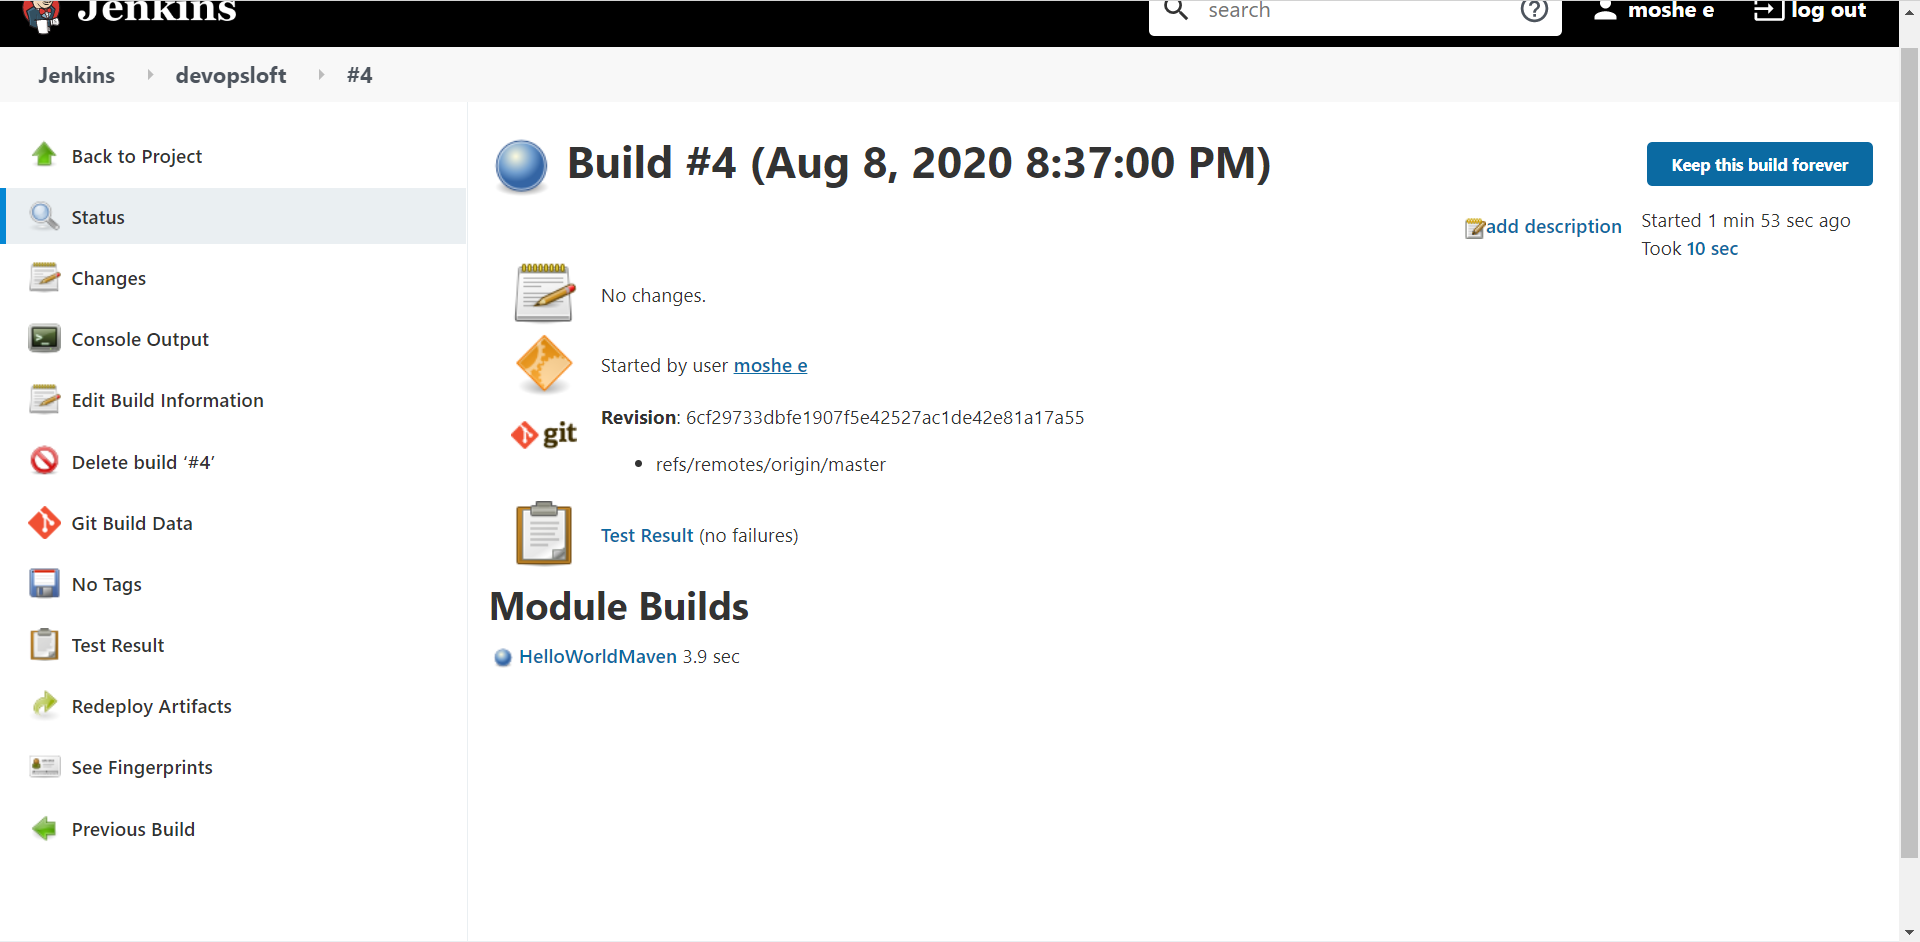 Jenkins
search
moshe e
log out
Jenkins
devopsloft
#4
Back to Project
Status
Changes
Console Output
Edit Build Information
Delete build ‘#4’
Git Build Data
No Tags
Test Result
Redeploy Artifacts
See Fingerprints
Previous Build
Build #4 (Aug 8, 2020 8:37:00 PM)
Keep this build forever
add description
Started 1 min 53 sec ago
Took 10 sec
No changes.
Started by user moshe e
git
Revision: 6cf29733dbfe1907f5e42527ac1de42e81a17a55
refs/remotes/origin/master
Test Result (no failures)
Module Builds
HelloWorldMaven 3.9 sec